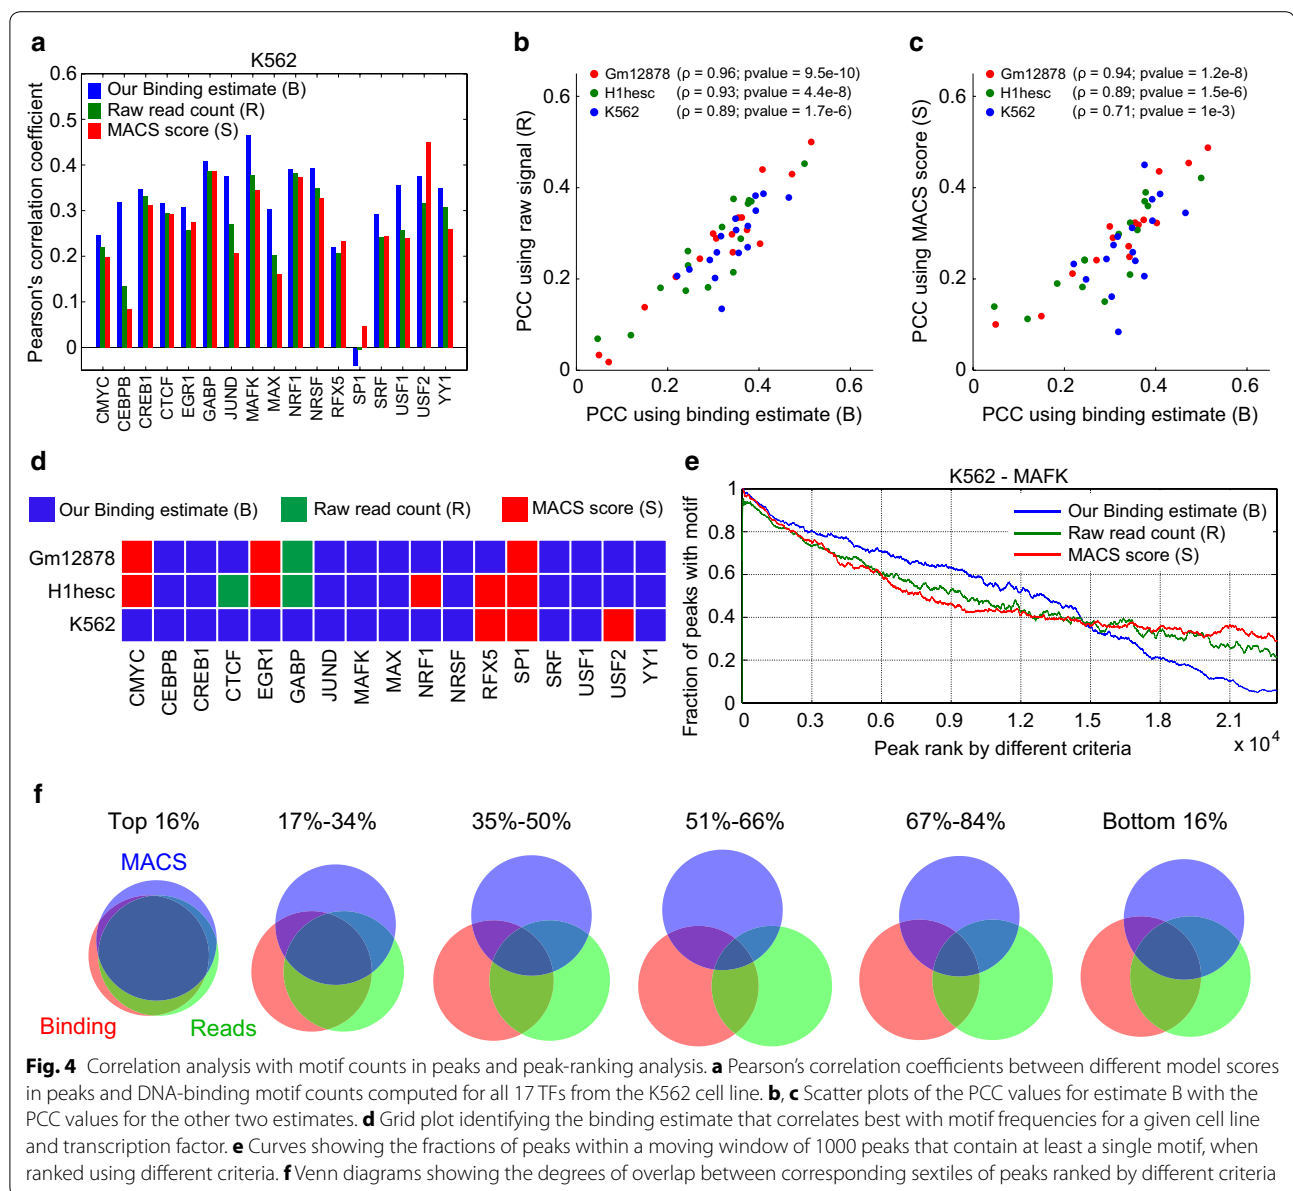 a
K562
Pearson's correlation coefficient
0.6
0.5
0.4
0.3
0.2
0.1
0
Our Binding estimate (B)
Raw read count (R)
MACS score (S)
CMYC
CEBPB
CREB1
CTCF
EGR1
GABP
JUND
MAFK
MAX
NRF1
NRSF
RFX5
SP1
SRF
USF1
USF2
YY1
b
Gm12878 (ρ = 0.96; pvalue = 9.5e-10)
H1hesc (ρ = 0.93; pvalue = 4.4e-8)
K562 (ρ = 0.89; pvalue = 1.7e-6)
PCC using raw signal (R)
0.6
0.4
0.2
0
0 0.2 0.4 0.6
PCC using binding estimate (B)
c
Gm12878 (ρ = 0.94; pvalue = 1.2e-8)
H1hesc (ρ = 0.89; pvalue = 1.5e-6)
K562 (ρ = 0.71; pvalue = 1e-3)
PCC using MACS score (S)
0.6
0.4
0.2
0
0 0.2 0.4 0.6
PCC using binding estimate (B)
d
Our Binding estimate (B) Raw read count (R) MACS score (S)
Gm12878
H1hesc
K562
CMYC
CEBPB
CREB1
CTCF
EGR1
GABP
JUND
MAFK
MAX
NRF1
NRSF
RFX5
SP1
SRF
USF1
USF2
YY1
e
K562 - MAFK
Fraction of peaks with motif
1
0.8
0.6
0.4
0.2
0
Our Binding estimate (B)
Raw read count (R)
MACS score (S)
0 0.3 0.6 0.9 1.2 1.5 1.8 2.1
x 10^4
Peak rank by different criteria
f
Top 16% 17%-34% 35%-50% 51%-66% 67%-84% Bottom 16%
MACS
Binding Reads
Fig. 4 Correlation analysis with motif counts in peaks and peak-ranking analysis. a Pearson's correlation coefficients between different model scores
in peaks and DNA-binding motif counts computed for all 17 TFs from the K562 cell line. b, c Scatter plots of the PCC values for estimate B with the
PCC values for the other two estimates. d Grid plot identifying the binding estimate that correlates best with motif frequencies for a given cell line
and transcription factor. e Curves showing the fractions of peaks within a moving window of 1000 peaks that contain at least a single motif, when
ranked using different criteria. f Venn diagrams showing the degrees of overlap between corresponding sextiles of peaks ranked by different criteria